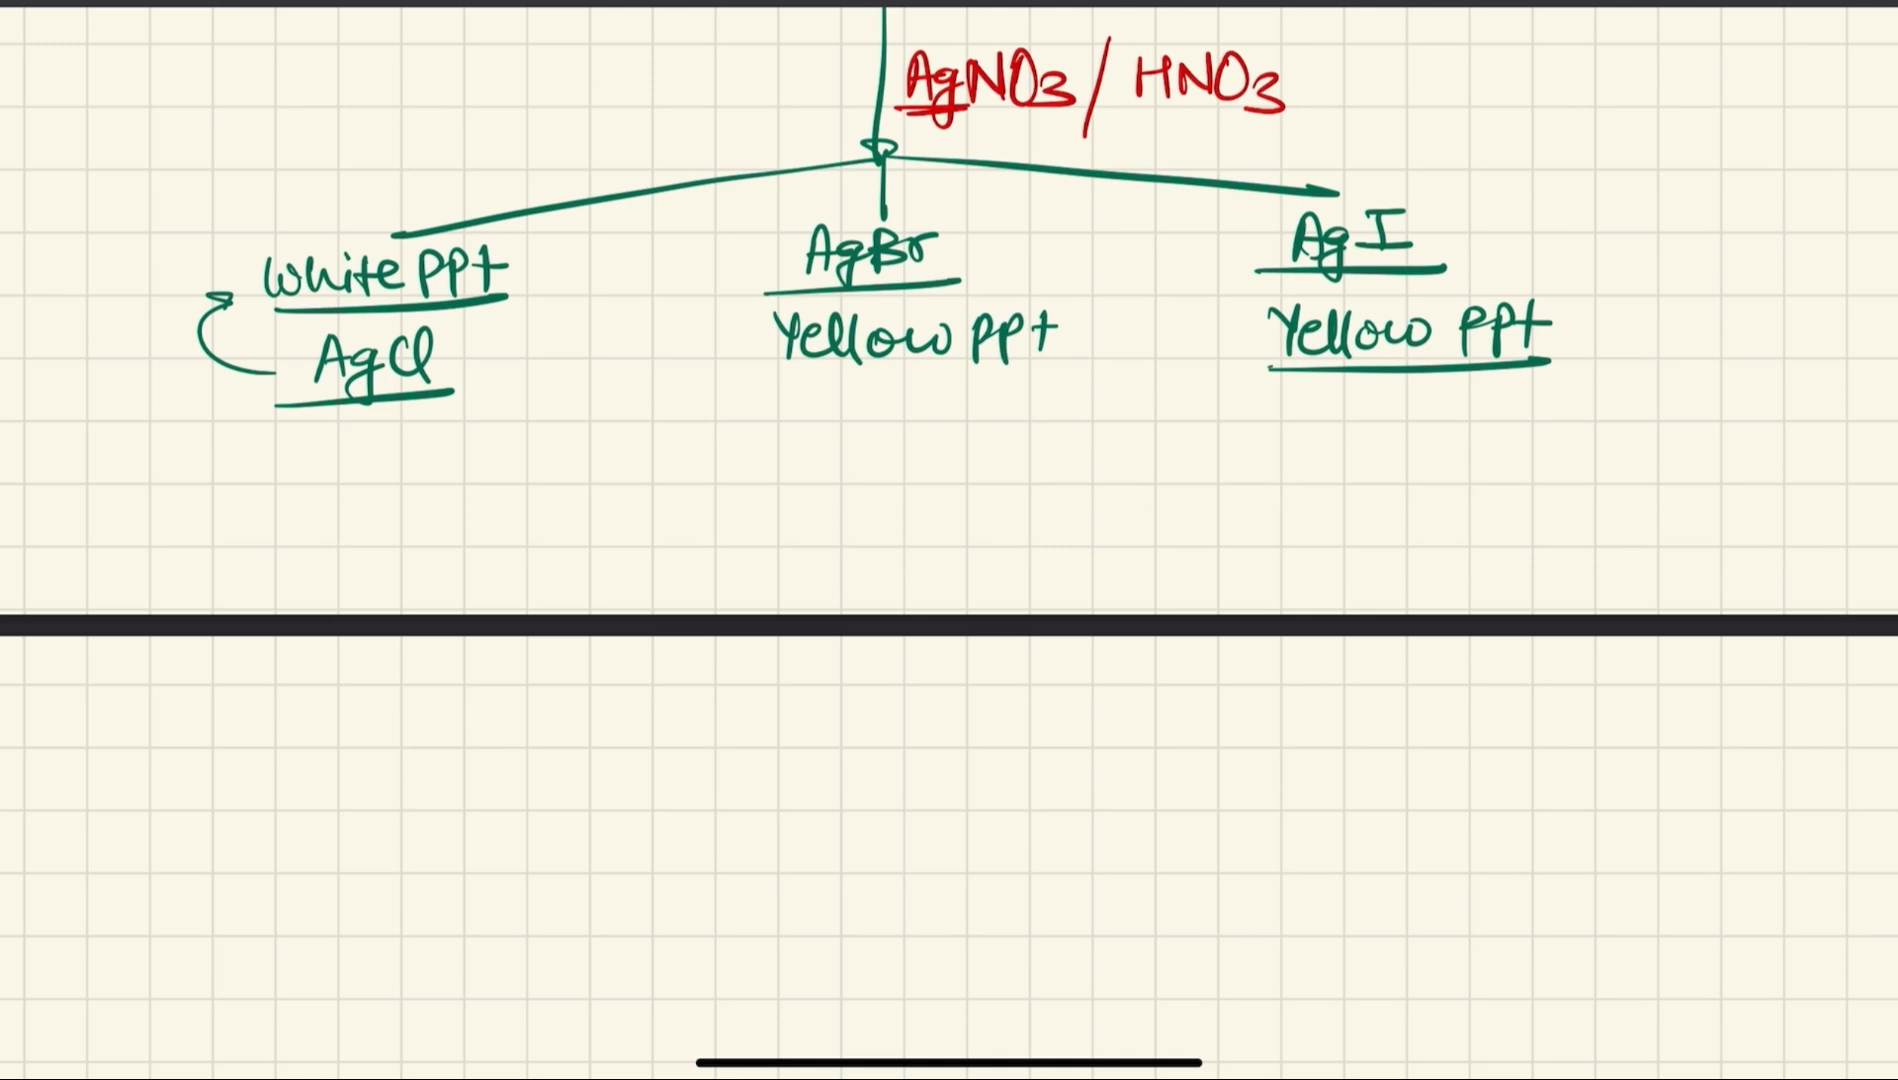 AgNO3/ HNO3
White ppt
AgCl
AgBr
Yellow ppt
AgI
Yellow ppt